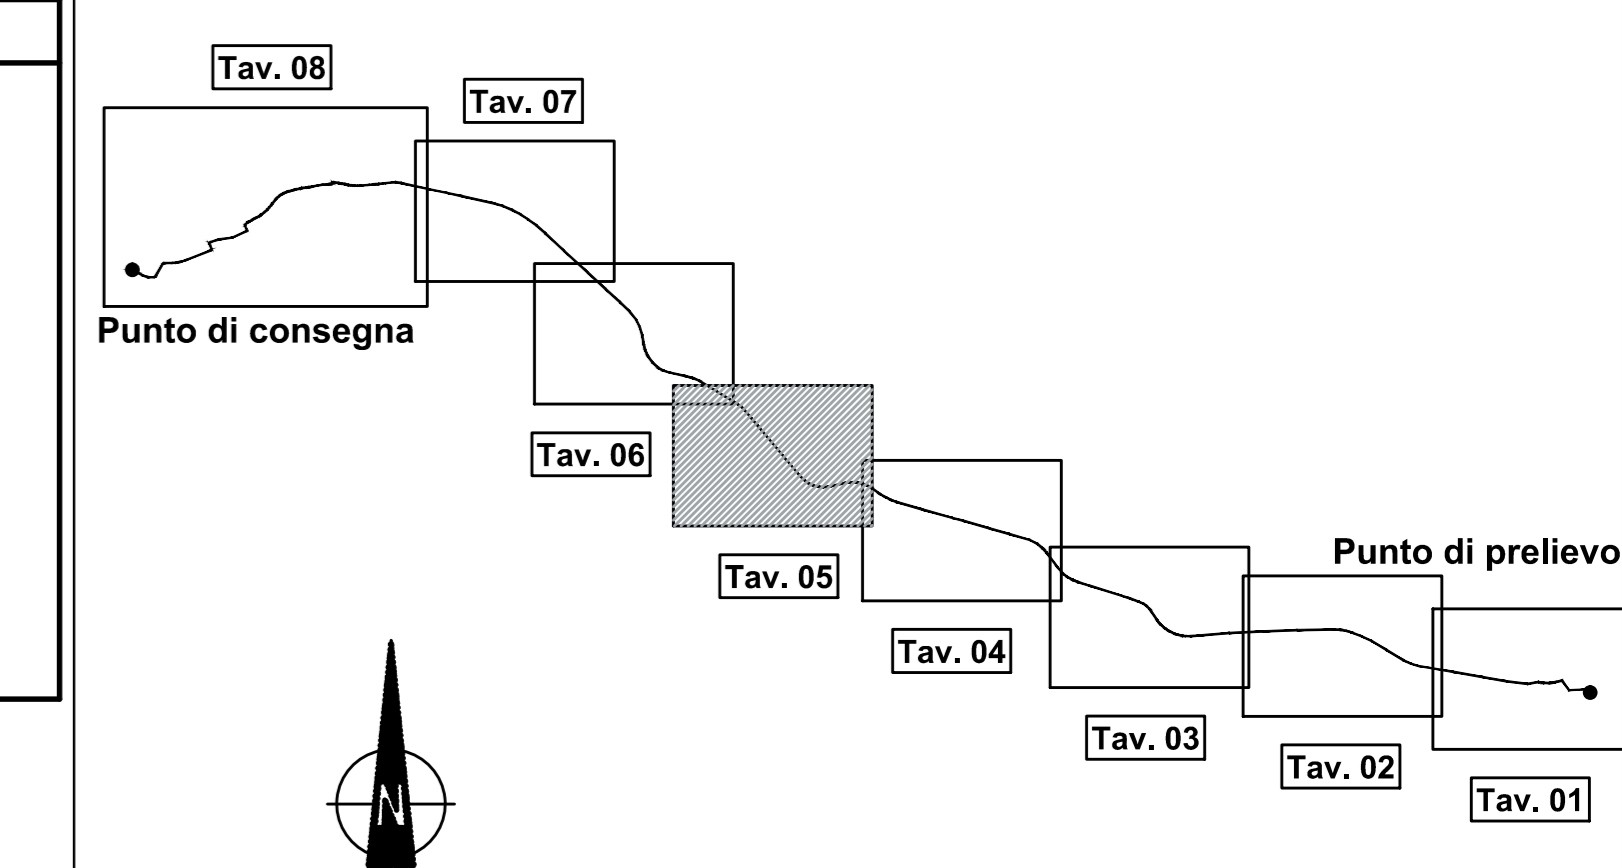 Tav. 08
Tav. 07
Punto di consegna
Tav. 06
Tav. 05
Punto di prelievo
Tav. 04
Tav. 03
Tav. 02
Tav. 01
N